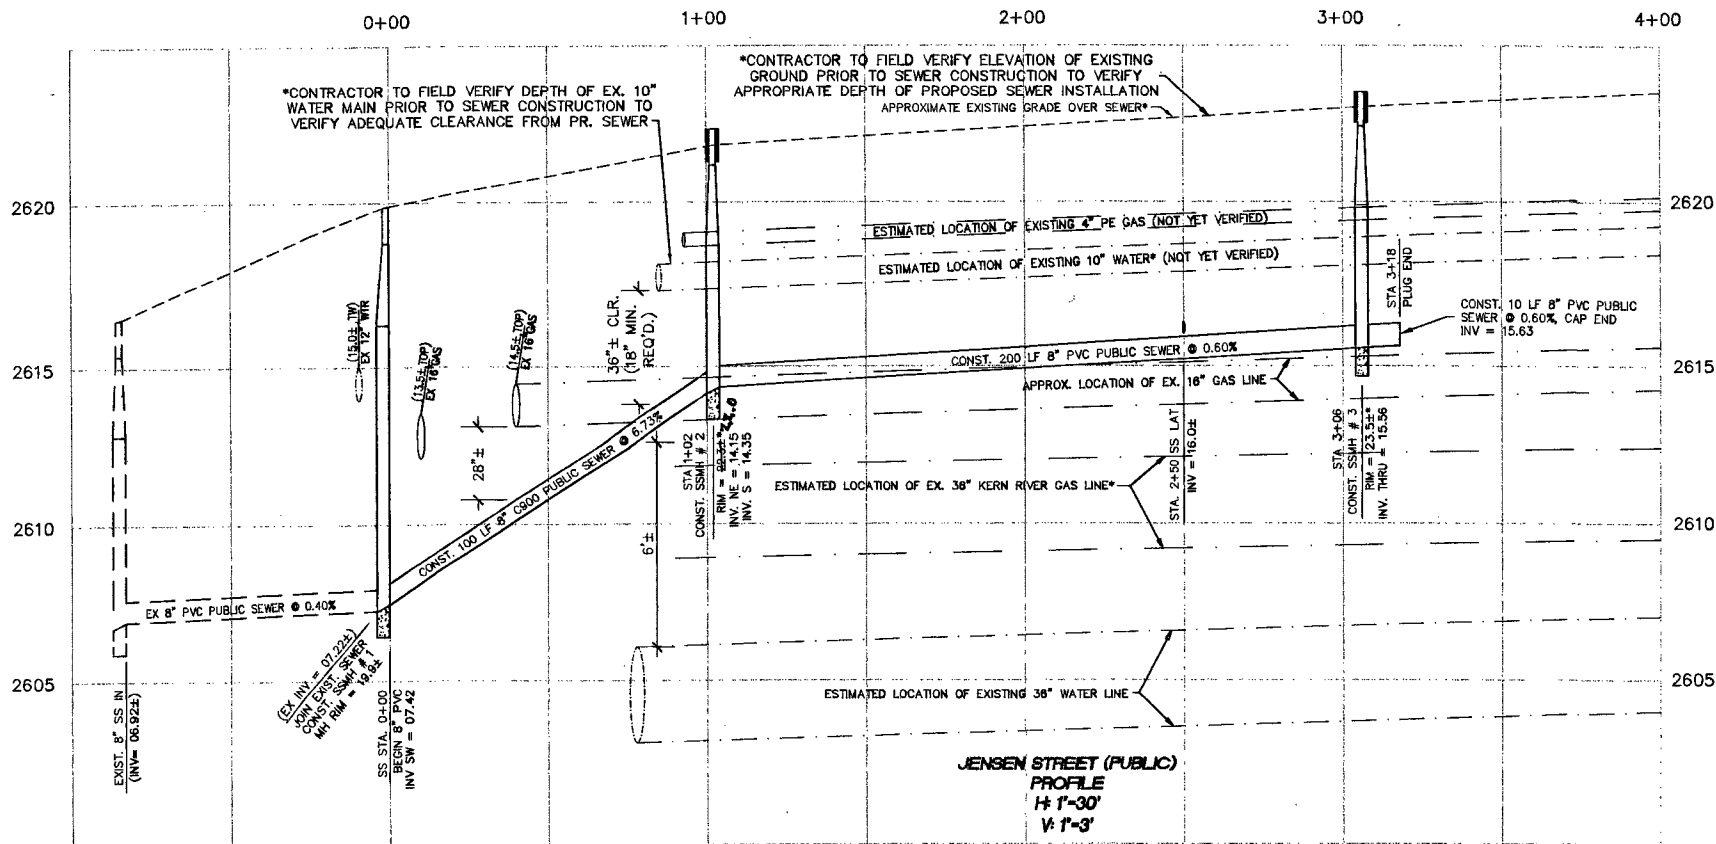 0+00
1+00
2+00
3+00
4+00
*CONTRACTOR TO FIELD VERIFY DEPTH OF EX. 10"
WATER MAIN PRIOR TO SEWER CONSTRUCTION TO
VERIFY ADEQUATE CLEARANCE FROM PR. SEWER
*CONTRACTOR TO FIELD VERIFY ELEVATION OF EXISTING
GROUND PRIOR TO SEWER CONSTRUCTION TO VERIFY
APPROPRIATE DEPTH OF PROPOSED SEWER INSTALLATION
APPROXIMATE EXISTING GRADE OVER SEWER*
2620
2620
ESTIMATED LOCATION OF EXISTING 4" PE GAS (NOT YET VERIFIED)
ESTIMATED LOCATION OF EXISTING 10" WATER* (NOT YET VERIFIED)
STA 3+18
PLUG END
CONST. 10 LF 8" PVC PUBLIC
SEWER @ 0.60%, CAP END
INV = 15.63
(15.0± TW)
EX 12" WTR
(13.5± TOP)
EX 16" GAS
(14.5± TOP)
EX 16" GAS
36"± CLR.
(18" MIN.
REQ'D.)
2615
2615
CONST. 200 LF 8" PVC PUBLIC SEWER @ 0.60%
APPROX. LOCATION OF EX. 16" GAS LINE
28"±
CONST. 100 LF 8" C900 PUBLIC SEWER @ 6.73%
6'±
STA 1+02
CONST. SSMH # 2
RIM = 22.3±*
INV. NE = 14.15
INV. S = 14.35
ESTIMATED LOCATION OF EX. 36" KERN RIVER GAS LINE*
STA. 2+50 SS LAT
INV = 16.0±
STA. 3+06
CONST. SSMH # 3
RIM = 23.5±*
INV. THRU = 15.56
2610
2610
EX 8" PVC PUBLIC SEWER @ 0.40%
2605
2605
EXIST. 8" SS IN
(INV= 06.92±)
(EX INV. = 07.22±)
JOIN EXIST. SEWER
CONST. SSMH # 1
MH RIM = 19.9±
SS STA. 0+00
BEGIN 8" PVC
INV SW = 07.42
ESTIMATED LOCATION OF EXISTING 36" WATER LINE
JENSEN STREET (PUBLIC)
PROFILE
H: 1"=30'
V: 1"=3'